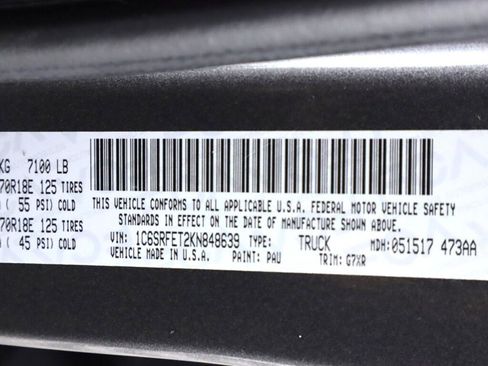 KG 7100 LB
70R18E 125 TIRES
( 55 PSI) COLD
70R18E 125 TIRES
( 45 PSI) COLD
THIS VEHICLE CONFORMS TO ALL APPLICABLE U.S.A. FEDERAL MOTOR VEHICLE SAFETY
STANDARDS IN EFFECT ON THE DATE OF MANUFACTURE SHOWN ABOVE.
VIN: 1C6SRFET2KN848639 TYPE: TRUCK MDH: 051517 473AA
VEHICLE MADE IN U.S.A. PAINT: PAU TRIM: G7XR